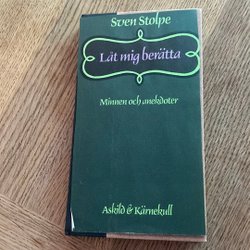 Sven Stolpe
Låt mig berätta
Minnen och anekdoter
Askild & Kärnekull